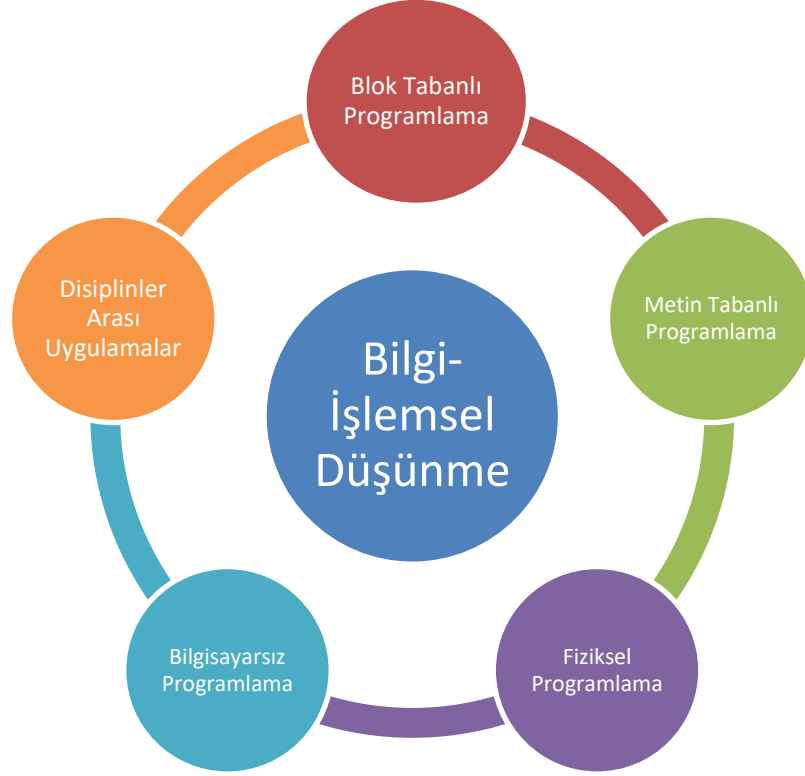 Blok Tabanlı
Programlama
Metin Tabanlı
Programlama
Fiziksel
Programlama
Bilgisayarsız
Programlama
Disiplinler
Arası
Uygulamalar
Bilgi-
İşlemsel
Düşünme